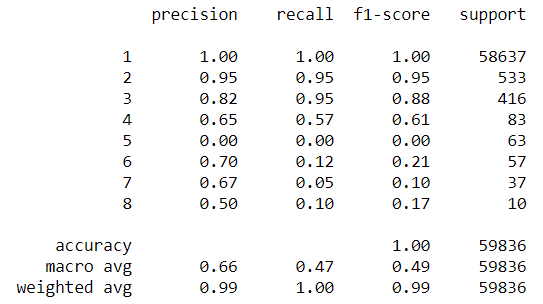 precision recall f1-score support
1 1.00 1.00 1.00 58637
2 0.95 0.95 0.95 533
3 0.82 0.95 0.88 416
4 0.65 0.57 0.61 83
5 0.00 0.00 0.00 63
6 0.70 0.12 0.21 57
7 0.67 0.05 0.10 37
8 0.50 0.10 0.17 10
accuracy 1.00 59836
macro avg 0.66 0.47 0.49 59836
weighted avg 0.99 1.00 0.99 59836